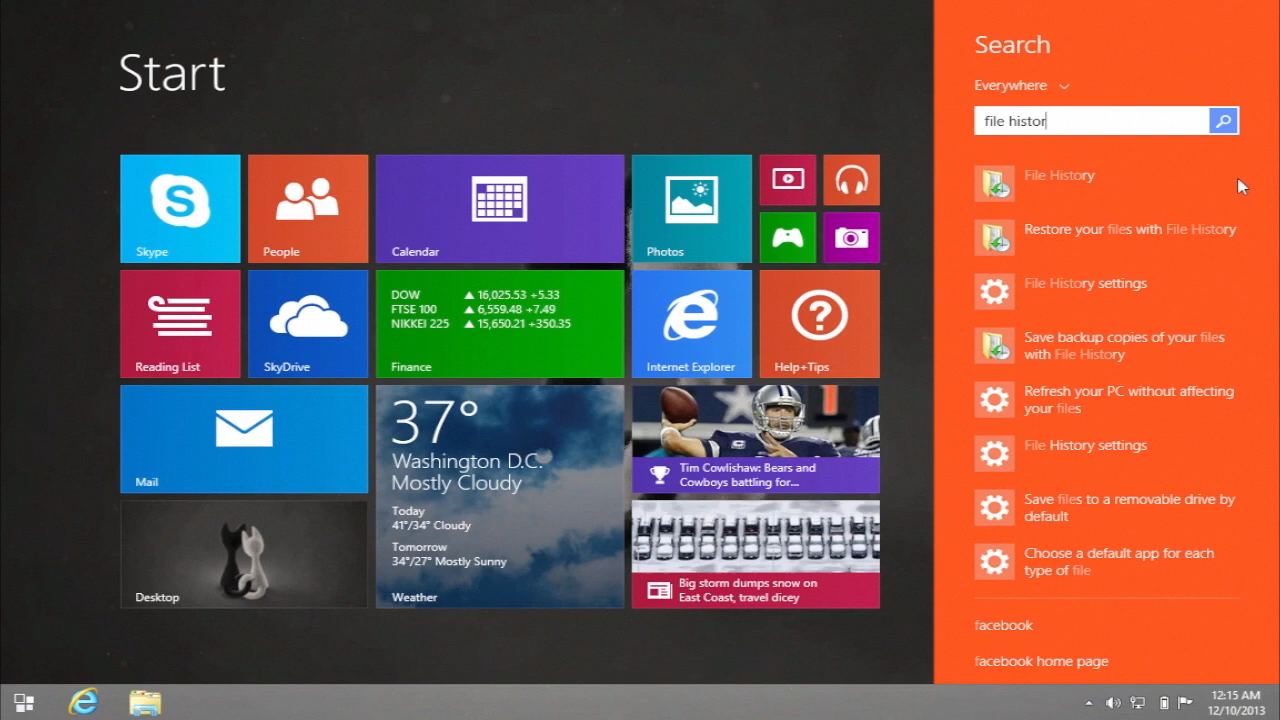 Start
Skype
People
Calendar
Photos
Reading List
SkyDrive
DOW ▲ 16,025.53 +5.33
FTSE 100 ▲ 6,559.48 +7.49
NIKKEI 225 ▲ 15,650.21 +350.35
Finance
Internet Explorer
Help+Tips
Mail
37°
Washington D.C.
Mostly Cloudy
Today
41°/34° Cloudy
Tomorrow
34°/27° Mostly Sunny
Weather
Tim Cowlishaw: Bears and
Cowboys battling for...
Desktop
Big storm dumps snow on
East Coast, travel dicey
Search
Everywhere
file histor
File History
Restore your files with File History
File History settings
Save backup copies of your files
with File History
Refresh your PC without affecting
your files
File History settings
Save files to a removable drive by
default
Choose a default app for each
type of file
facebook
facebook home page
12:15 AM
12/10/2013